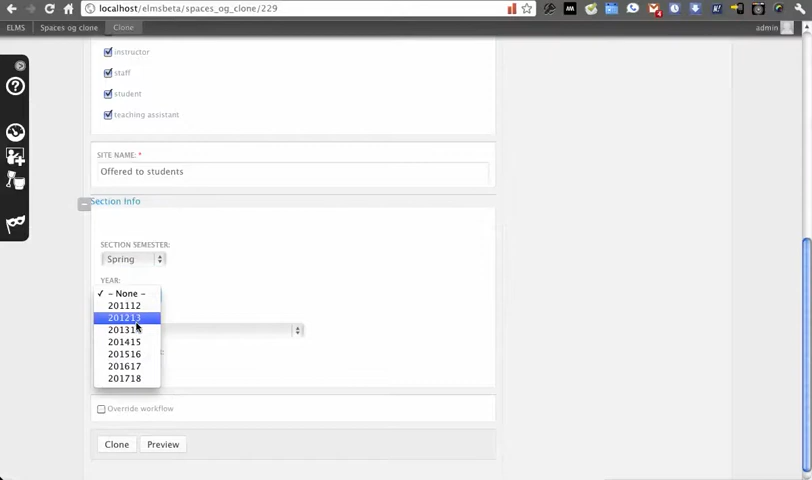 localhost/elmsbeta/spaces_og_clone/229
ELMS Spaces og clone Clone admin
instructor
staff
student
teaching assistant
SITE NAME: *
Offered to students
Section Info
SECTION SEMESTER:
Spring
YEAR:
✓ - None -
201112
201213
201314
201415
201516
201617
201718
Override workflow
Clone Preview